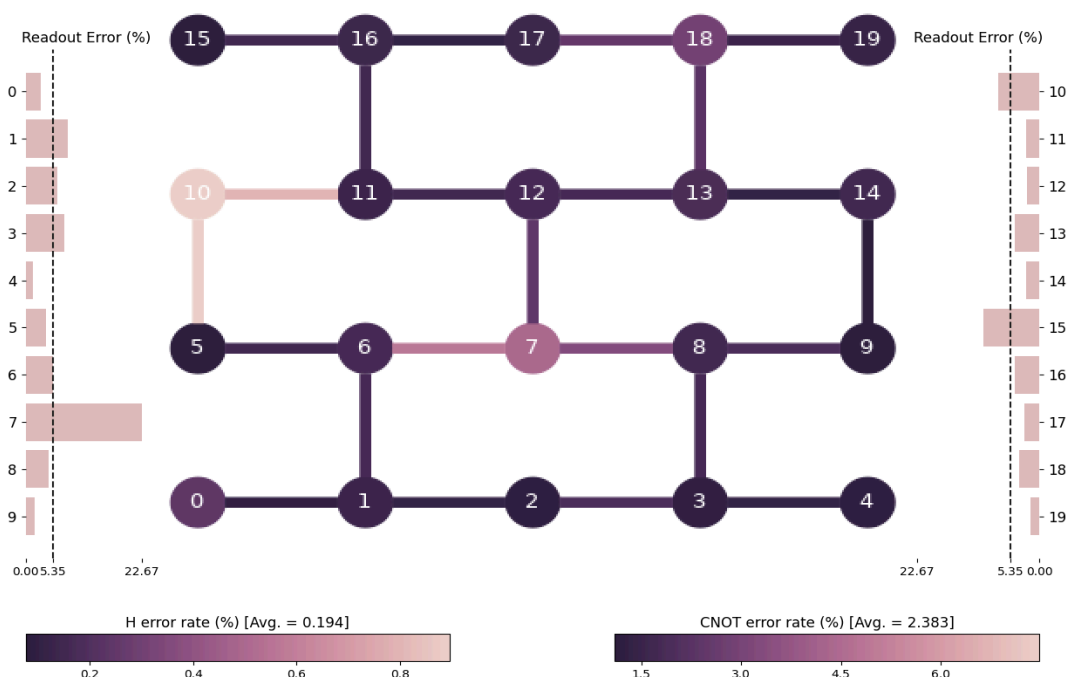 Readout Error (%)
15 16 17 18 19
Readout Error (%)
0 10
1 11
2 12
3 13
4 14
5 15
6 16
7 17
8 18
9 19
10 11 12 13 14
5 6 7 8 9
0 1 2 3 4
0.00 5.35 22.67
22.67 5.35 0.00
H error rate (%) [Avg. = 0.194]
0.2 0.4 0.6 0.8
CNOT error rate (%) [Avg. = 2.383]
1.5 3.0 4.5 6.0